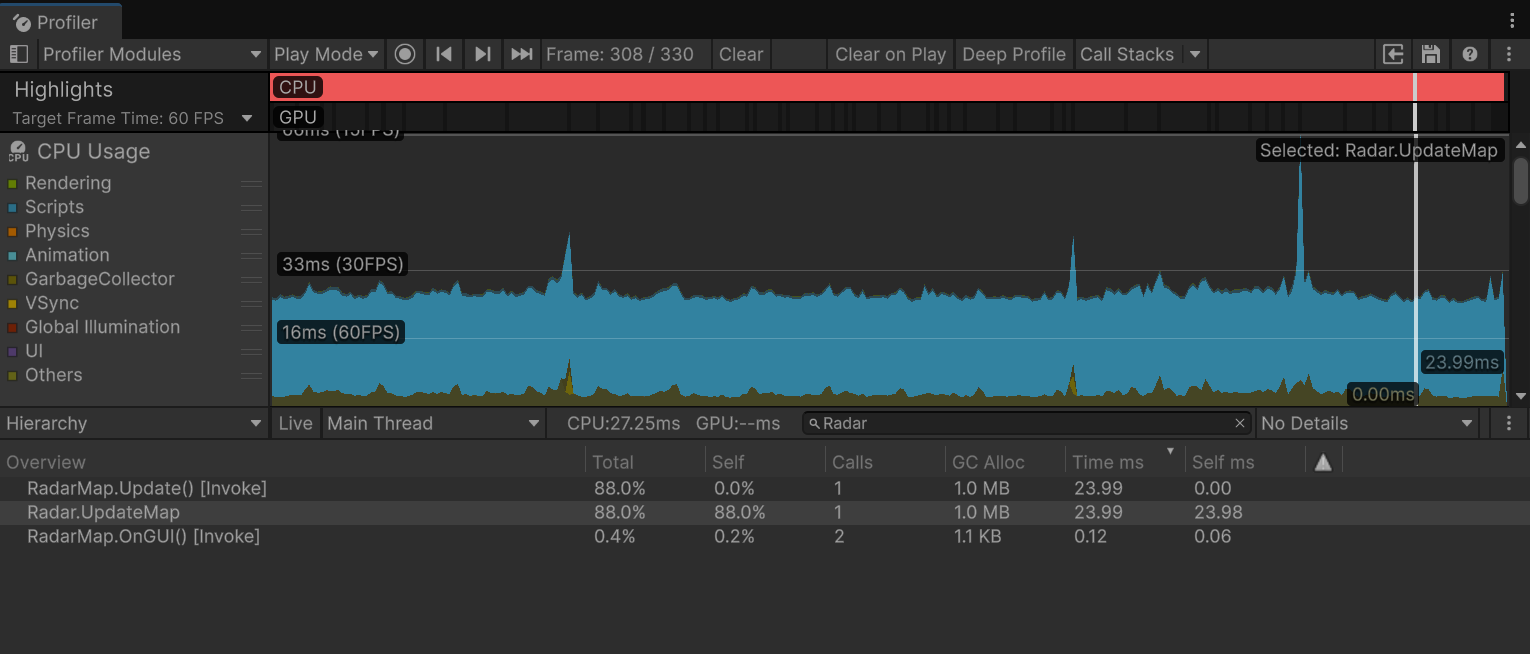 Profiler
Profiler Modules Play Mode Frame: 308 / 330 Clear Clear on Play Deep Profile Call Stacks
Highlights CPU
Target Frame Time: 60 FPS GPU
66ms (15FPS)
CPU Usage Selected: Radar.UpdateMap
Rendering
Scripts
Physics
Animation 33ms (30FPS)
GarbageCollector
VSync
Global Illumination 16ms (60FPS)
UI 23.99ms
Others 0.00ms
Hierarchy Live Main Thread CPU:27.25ms GPU:--ms Radar No Details
Overview Total Self Calls GC Alloc Time ms Self ms
RadarMap.Update() [Invoke] 88.0% 0.0% 1 1.0 MB 23.99 0.00
Radar.UpdateMap 88.0% 88.0% 1 1.0 MB 23.99 23.98
RadarMap.OnGUI() [Invoke] 0.4% 0.2% 2 1.1 KB 0.12 0.06